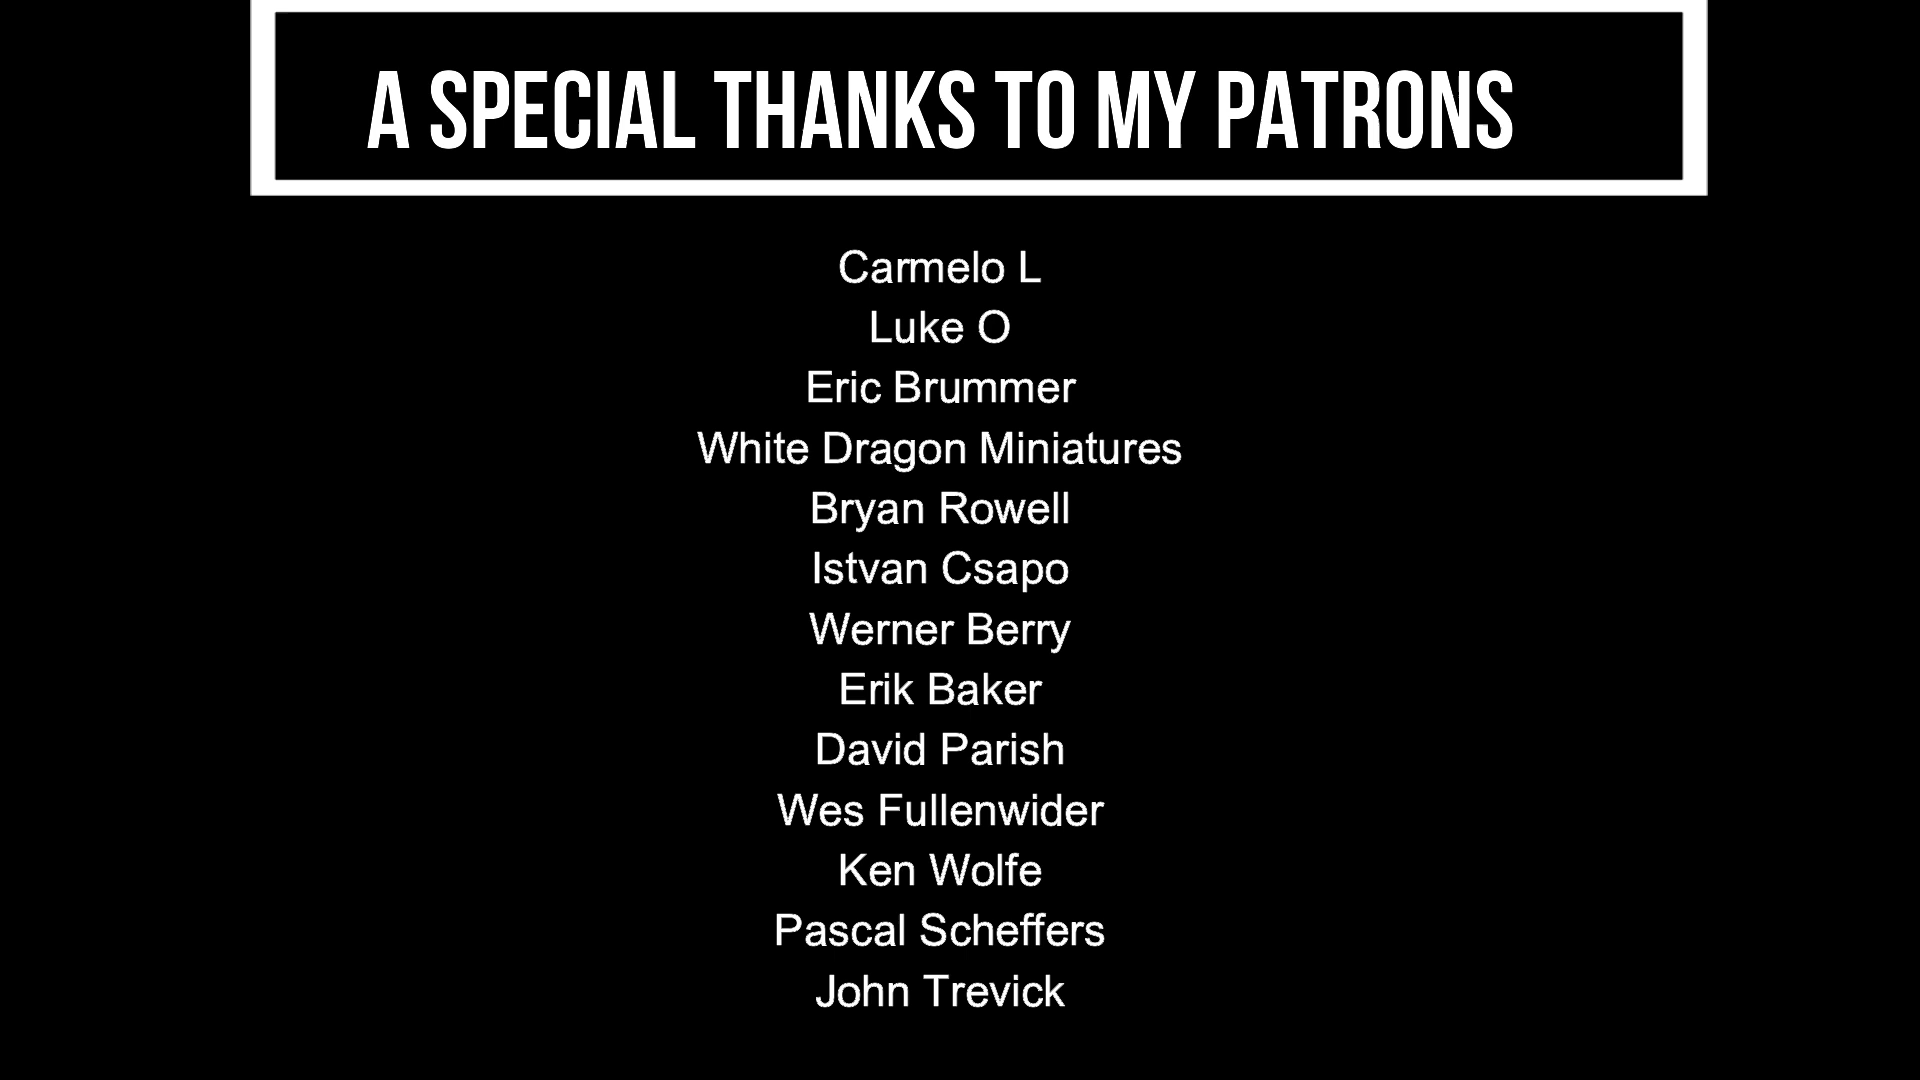 A SPECIAL THANKS TO MY PATRONS
Carmelo L
Luke O
Eric Brummer
White Dragon Miniatures
Bryan Rowell
Istvan Csapo
Werner Berry
Erik Baker
David Parish
Wes Fullenwider
Ken Wolfe
Pascal Scheffers
John Trevick